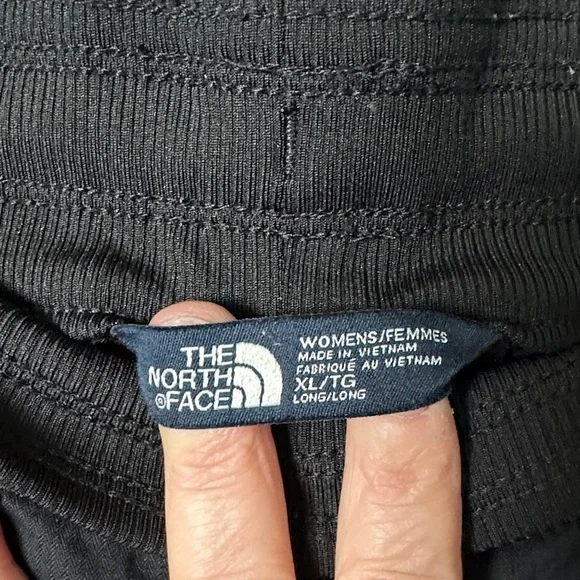 THE
NORTH
®FACE
WOMENS/FEMMES
MADE IN VIETNAM
FABRIQUÉ AU VIETNAM
XL/TG
LONG/LONG